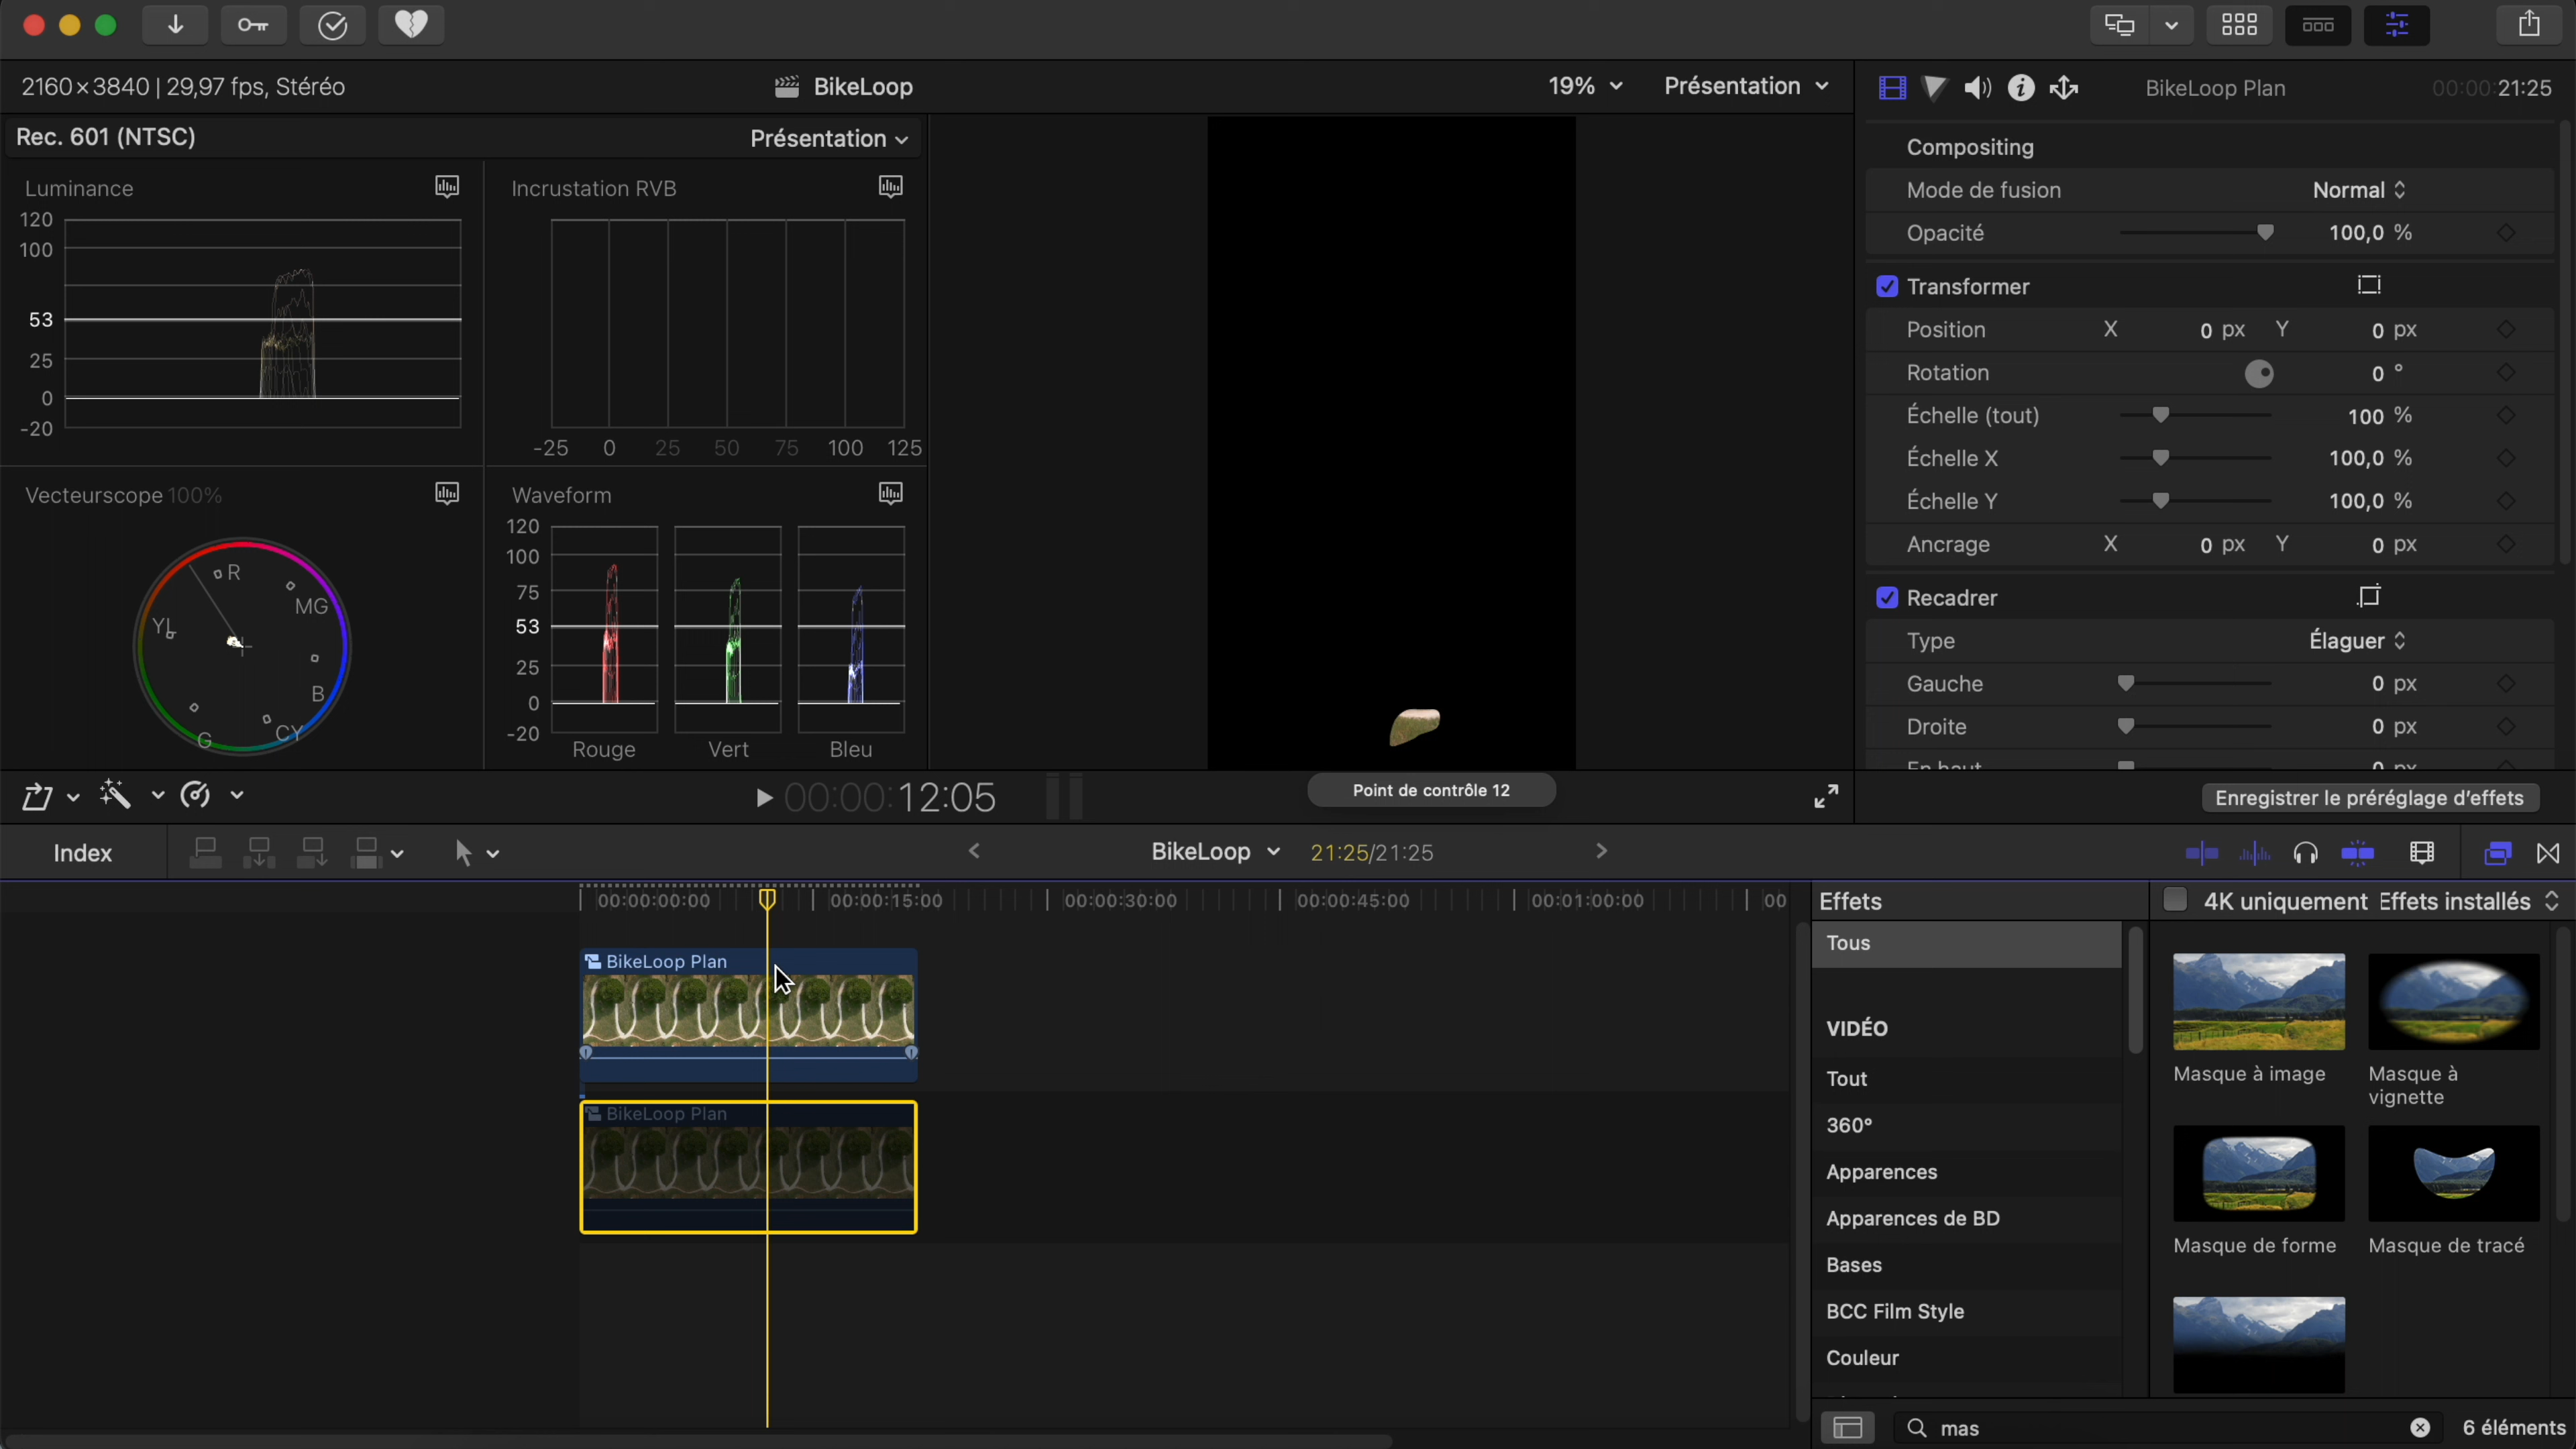 2160×3840 | 29,97 fps, Stéréo
BikeLoop
19%
Présentation
BikeLoop Plan
00:00:21:25
Rec. 601 (NTSC)
Présentation
Luminance
120
100
53
25
0
-20
Incrustation RVB
-25 0 25 50 75 100 125
Vecteurscope 100%
R
MG
YL
B
G
CY
Waveform
120
100
75
53
25
0
-20
Rouge
Vert
Bleu
Compositing
Mode de fusion Normal
Opacité 100,0 %
Transformer
Position X 0 px Y 0 px
Rotation 0 °
Échelle (tout) 100 %
Échelle X 100,0 %
Échelle Y 100,0 %
Ancrage X 0 px Y 0 px
Recadrer
Type Élaguer
Gauche 0 px
Droite 0 px
En haut 0 px
00:00:12:05
Point de contrôle 12
Enregistrer le préréglage d'effets
Index
BikeLoop
21:25/21:25
00:00:00:00
00:00:15:00
00:00:30:00
00:00:45:00
00:01:00:00
00
BikeLoop Plan
BikeLoop Plan
Effets
4K uniquement
Effets installés
Tous
VIDÉO
Tout
360°
Apparences
Apparences de BD
Bases
BCC Film Style
Couleur
Masque à image
Masque à
vignette
Masque de forme
Masque de tracé
mas
6 éléments